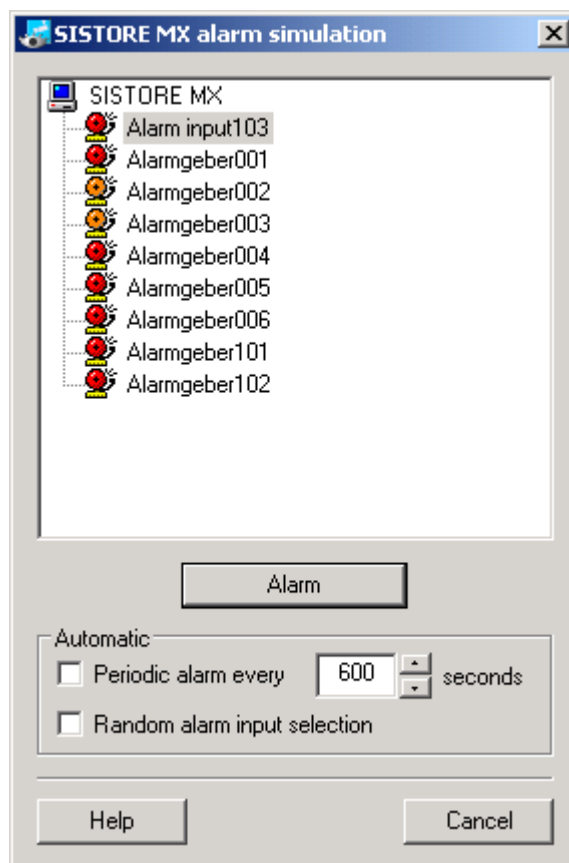 SISTORE MX alarm simulation
SISTORE MX
Alarm input103
Alarmgeber001
Alarmgeber002
Alarmgeber003
Alarmgeber004
Alarmgeber005
Alarmgeber006
Alarmgeber101
Alarmgeber102
Alarm
Automatic
Periodic alarm every 600 seconds
Random alarm input selection
Help Cancel